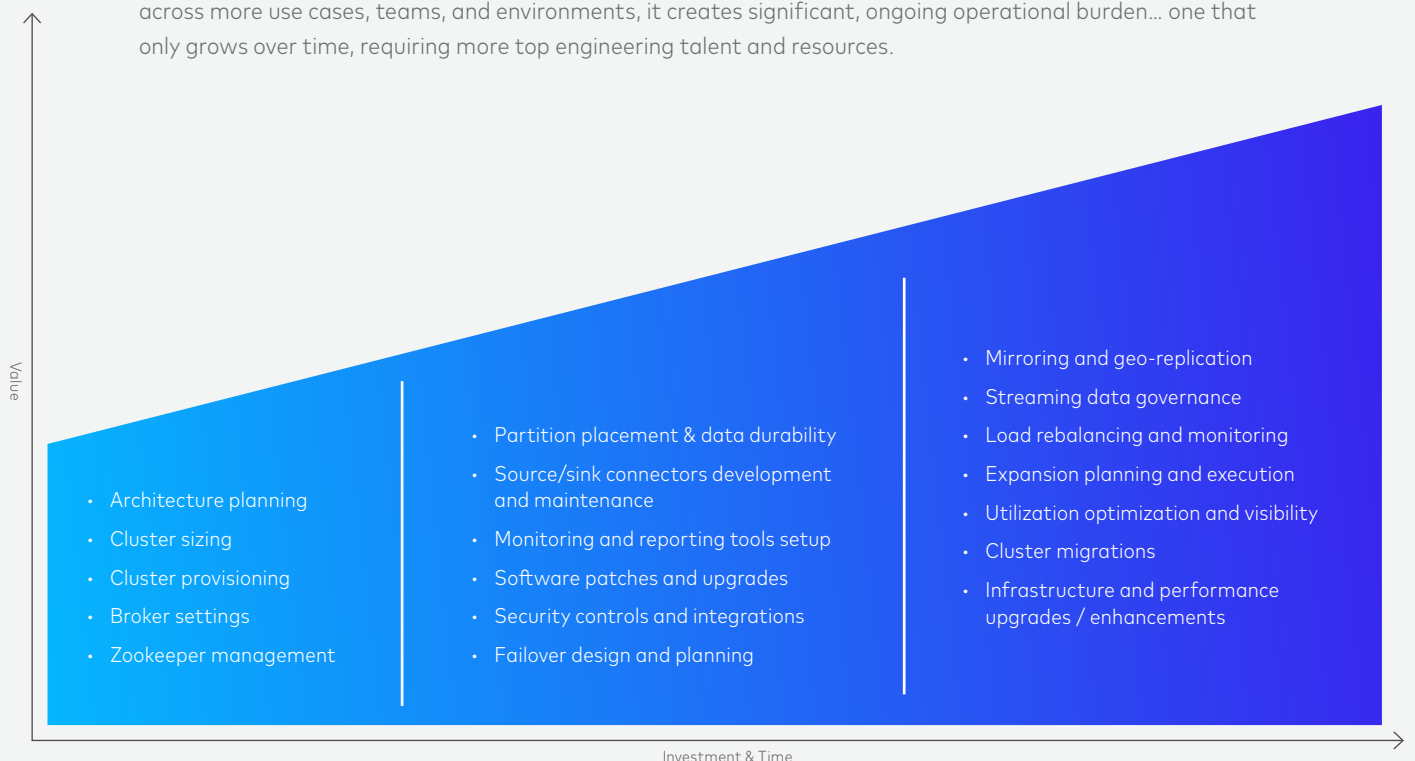 across more use cases, teams, and environments, it creates significant, ongoing operational burden... one that
only grows over time, requiring more top engineering talent and resources.
Value
• Architecture planning
• Cluster sizing
• Cluster provisioning
• Broker settings
• Zookeeper management
• Partition placement & data durability
• Source/sink connectors development
and maintenance
• Monitoring and reporting tools setup
• Software patches and upgrades
• Security controls and integrations
• Failover design and planning
• Mirroring and geo-replication
• Streaming data governance
• Load rebalancing and monitoring
• Expansion planning and execution
• Utilization optimization and visibility
• Cluster migrations
• Infrastructure and performance
upgrades / enhancements
Investment & Time